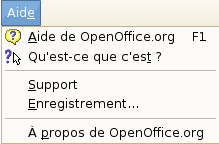 Aide
Aide de OpenOffice.org F1
Qu'est-ce que c'est ?
Support
Enregistrement...
À propos de OpenOffice.org